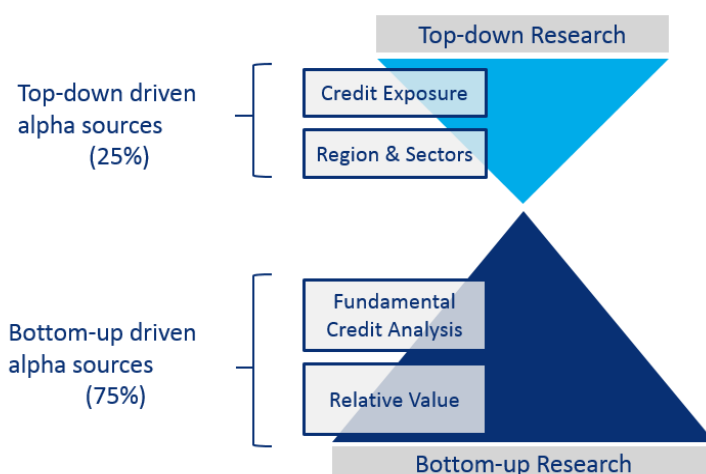 Top-down Research
Top-down driven
alpha sources
(25%)
Credit Exposure
Region & Sectors
Bottom-up driven
alpha sources
(75%)
Fundamental
Credit Analysis
Relative Value
Bottom-up Research